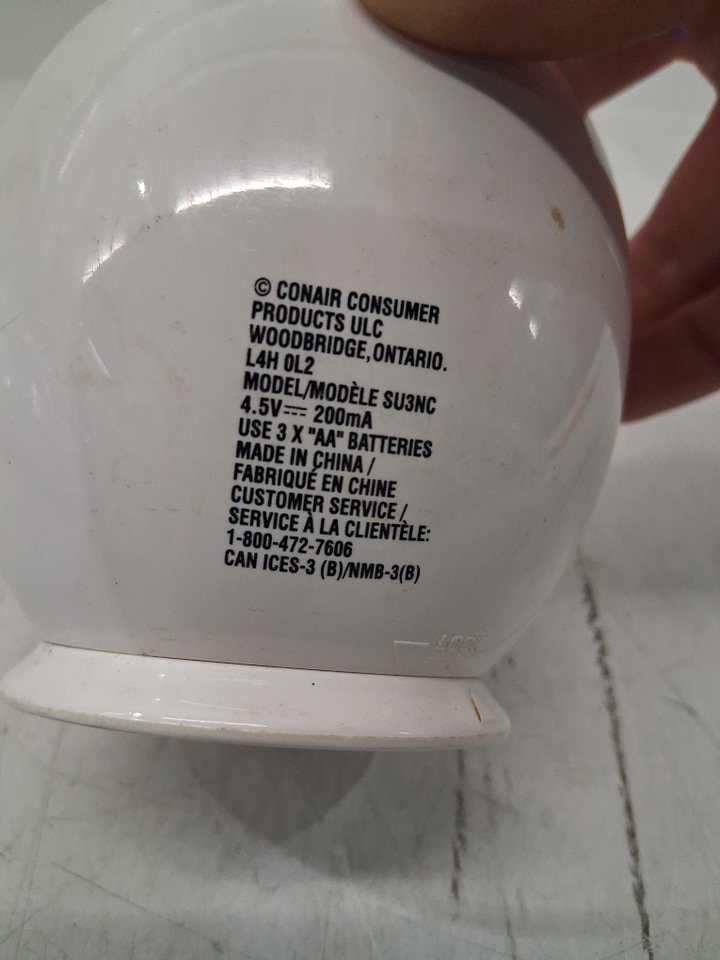 © CONAIR CONSUMER
PRODUCTS ULC
WOODBRIDGE, ONTARIO.
L4H 0L2
MODEL/MODÈLE SU3NC
4.5V⎓ 200mA
USE 3 X "AA" BATTERIES
MADE IN CHINA /
FABRIQUÉ EN CHINE
CUSTOMER SERVICE /
SERVICE À LA CLIENTÈLE:
1-800-472-7606
CAN ICES-3 (B)/NMB-3(B)